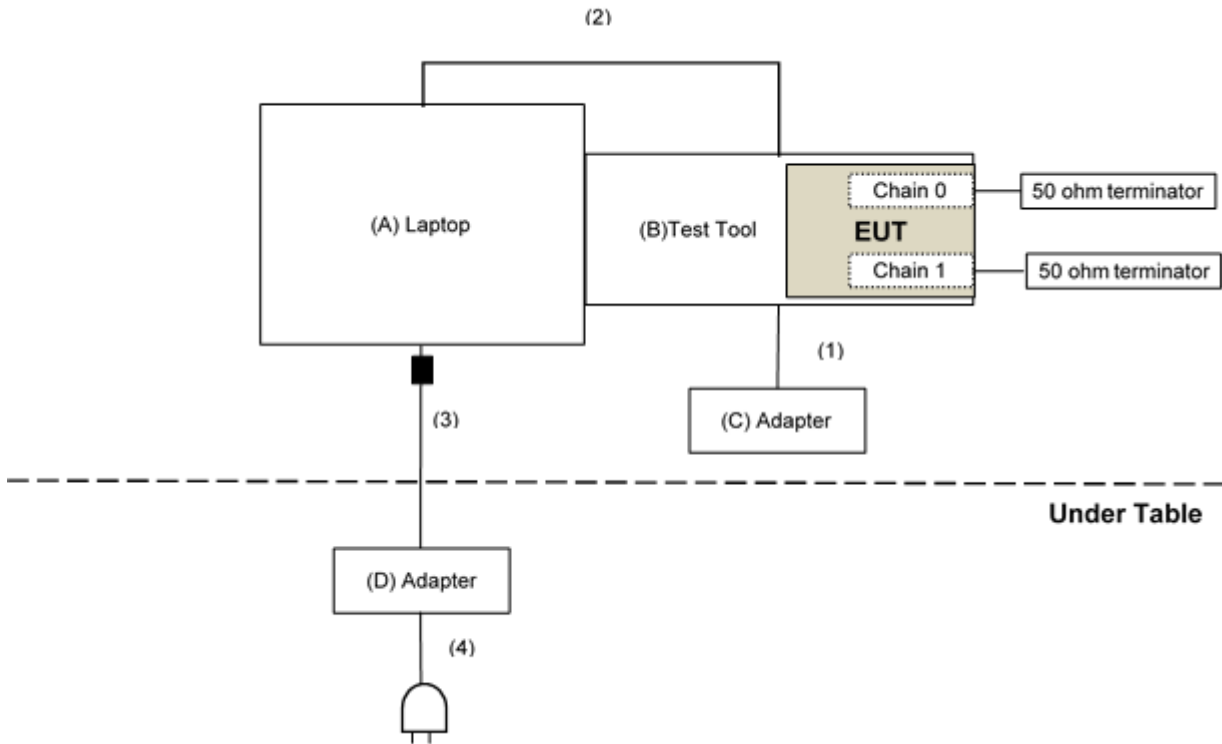 (2)
(A) Laptop
(B)Test Tool
Chain 0
EUT
Chain 1
50 ohm terminator
50 ohm terminator
(1)
(C) Adapter
(3)
Under Table
(D) Adapter
(4)